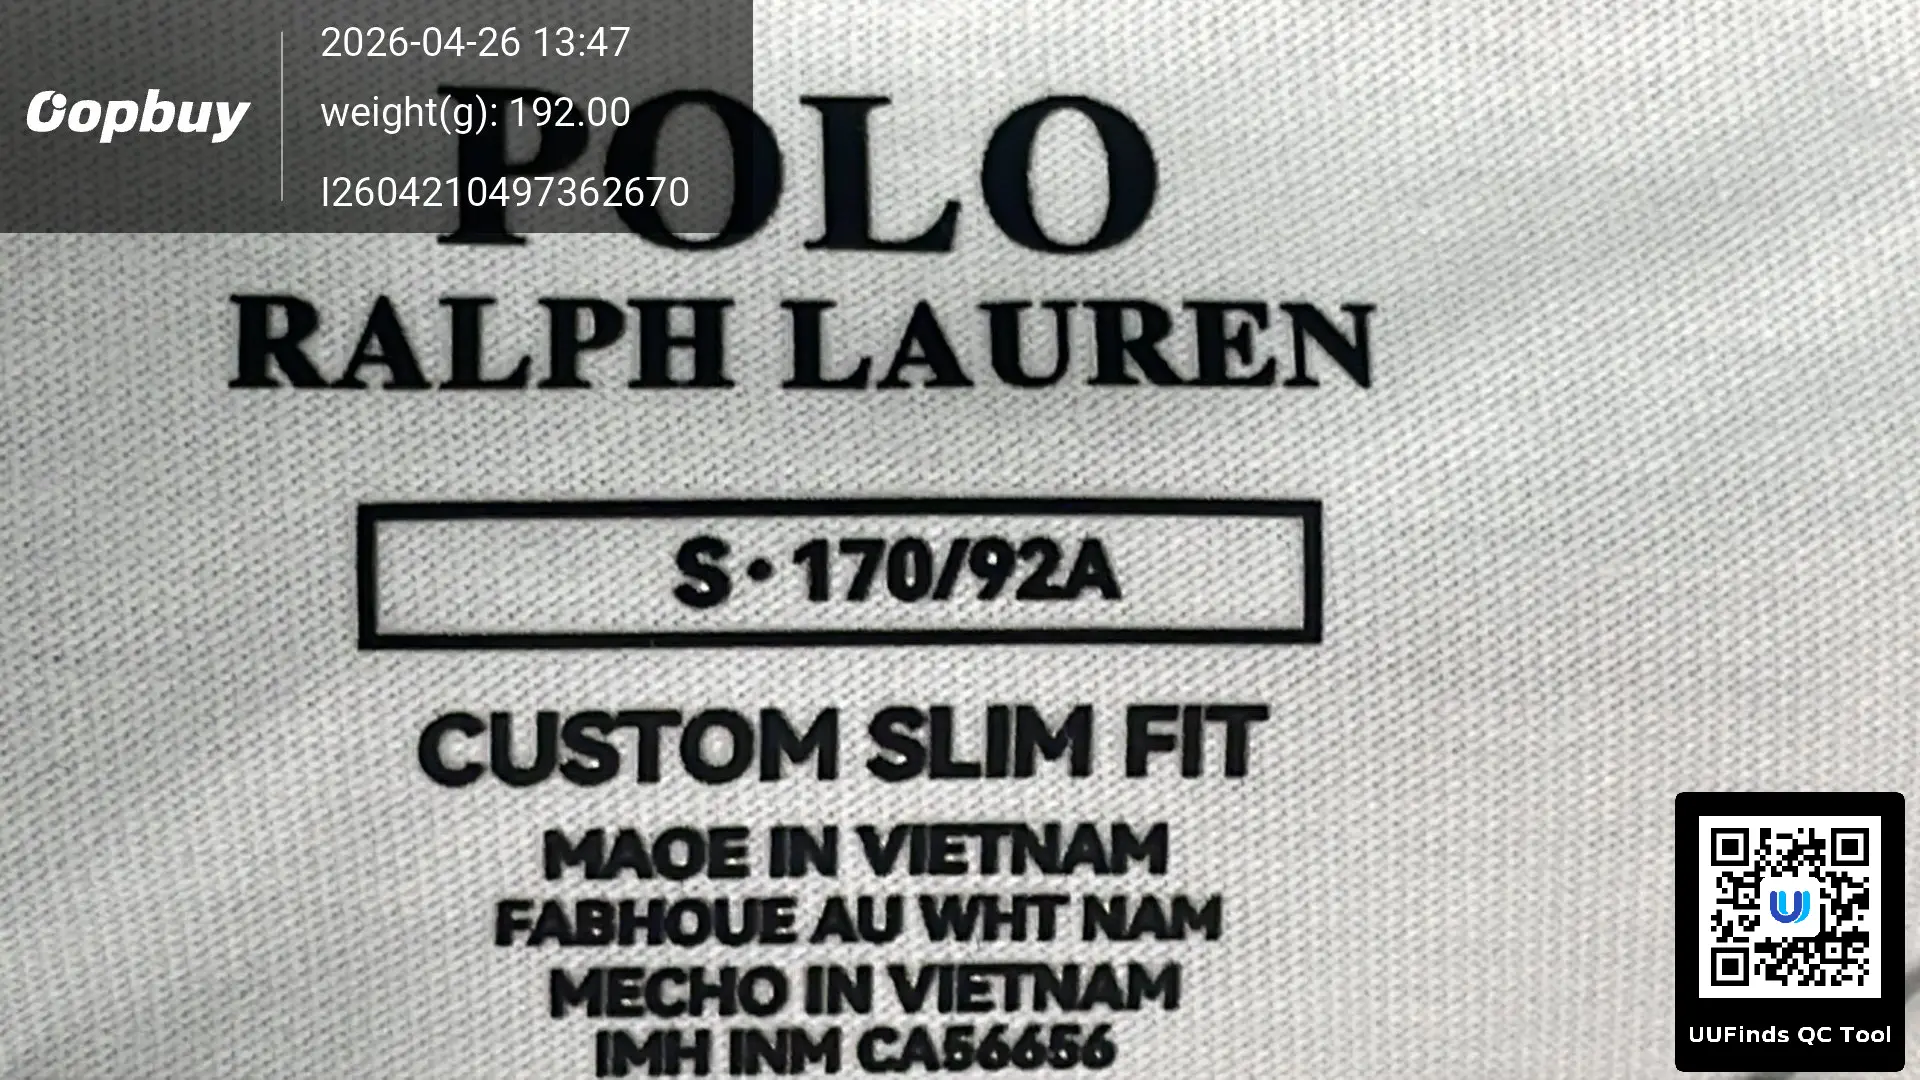 2026-04-26 13:47
oopbuy
weight(g): 192.00
I2604210497362670
POLO
RALPH LAUREN
S·170/92A
CUSTOM SLIM FIT
MAOE IN VIETNAM
FABHOUE AU WHT NAM
MECHO IN VIETNAM
IMH INM CA56656
UUFinds QC Tool